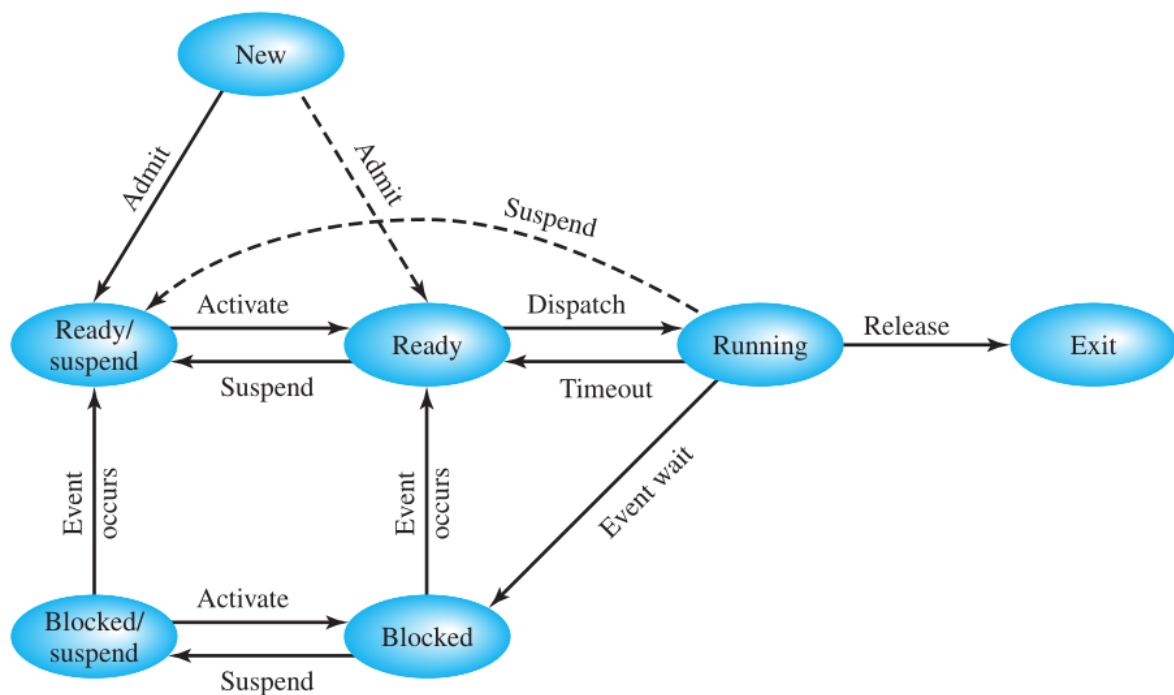 New
Admit
Admit
Suspend
Ready/
suspend
Activate
Suspend
Ready
Dispatch
Timeout
Running
Release
Exit
Event
occurs
Event
occurs
Event wait
Blocked/
suspend
Activate
Suspend
Blocked